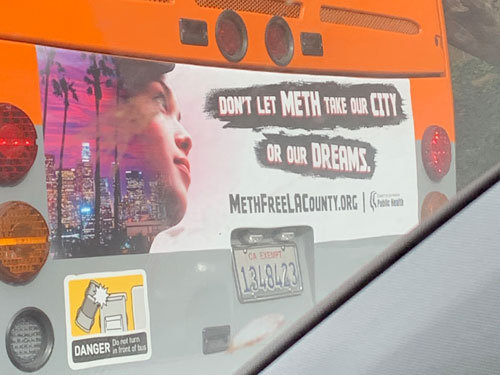 DON'T LET METH TAKE OUR CITY
OR OUR DREAMS.
METHFREELACOUNTY.ORG
Public Health
CA EXEMPT
1348423
DANGER
Do not turn
in front of bus